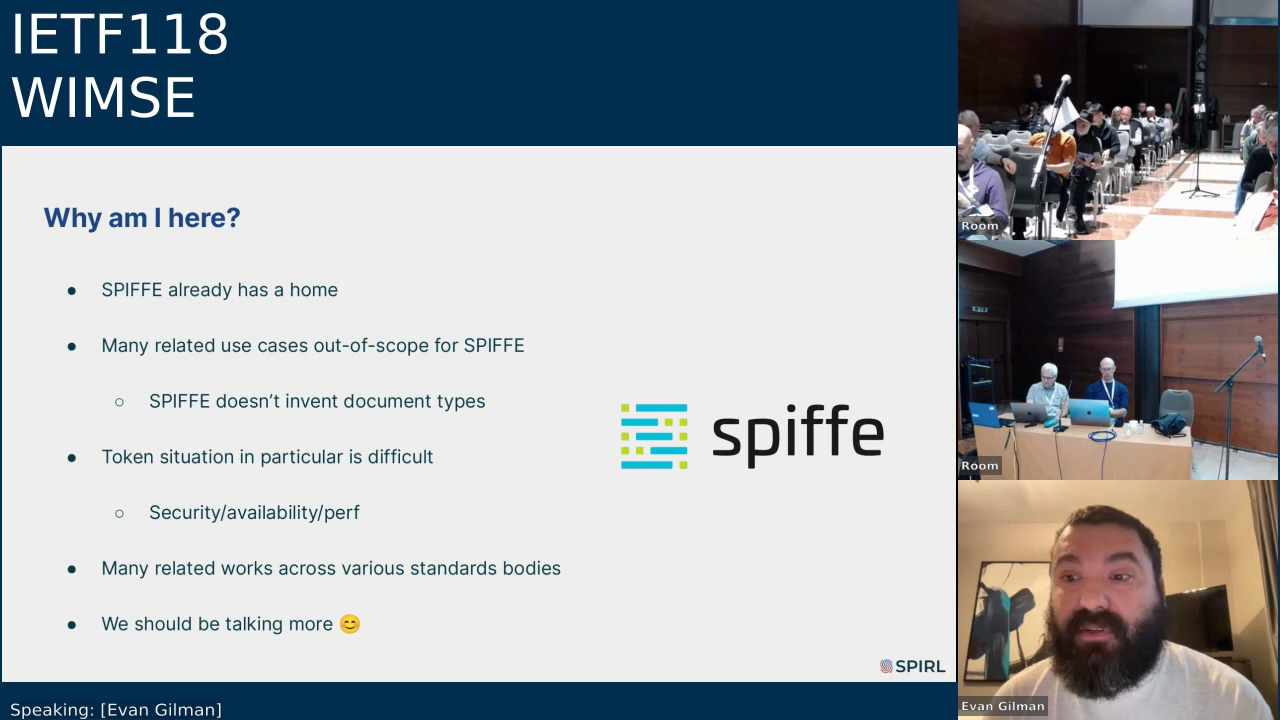 IETF118
WIMSE
Why am I here?
● SPIFFE already has a home
● Many related use cases out-of-scope for SPIFFE
○ SPIFFE doesn’t invent document types
● Token situation in particular is difficult
○ Security/availability/perf
● Many related works across various standards bodies
● We should be talking more 😊
spiffe
SPIRL
Speaking: [Evan Gilman]
Room
Room
Evan Gilman